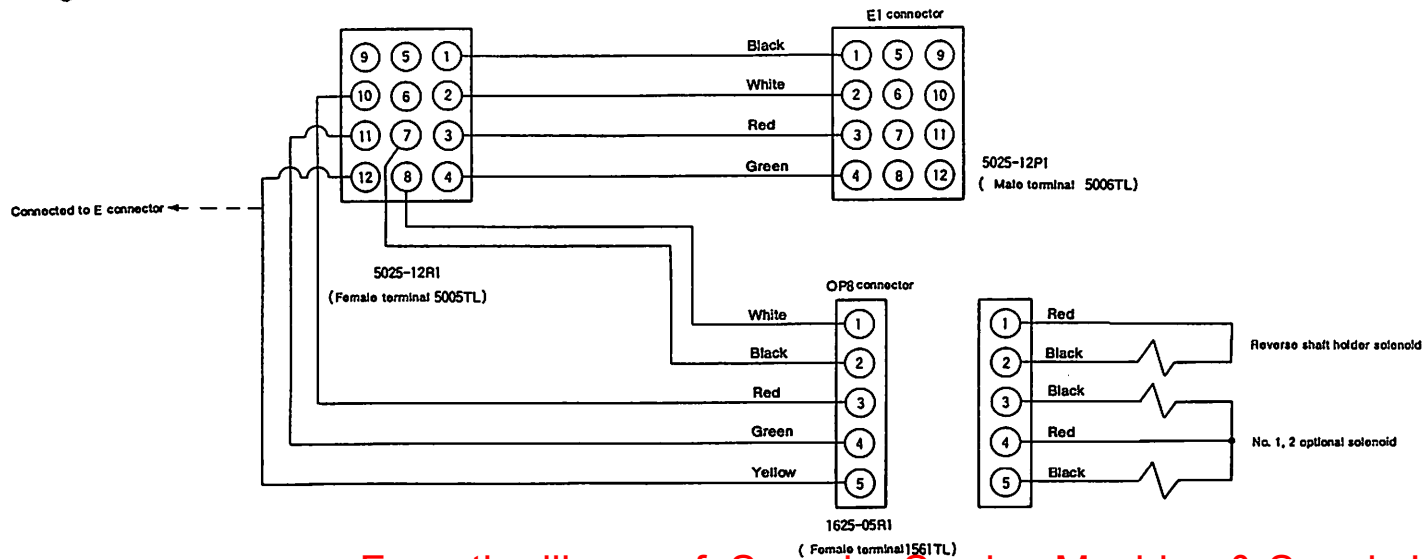 E1 connector
9 5 1
Black
1 5 9
10 6 2
White
2 6 10
11 7 3
Red
3 7 11
12 8 4
Green
4 8 12
5025-12P1
( Male terminal 5006TL)
Connected to E connector
5025-12R1
(Female terminal 5005TL)
OP8 connector
White
1
Black
2
Red
3
Green
4
Yellow
5
1625-05R1
( Female terminal 1561TL)
1
Red
2
Black
Reverse shaft holder solenoid
3
Black
4
Red
No. 1, 2 optional solenoid
5
Black